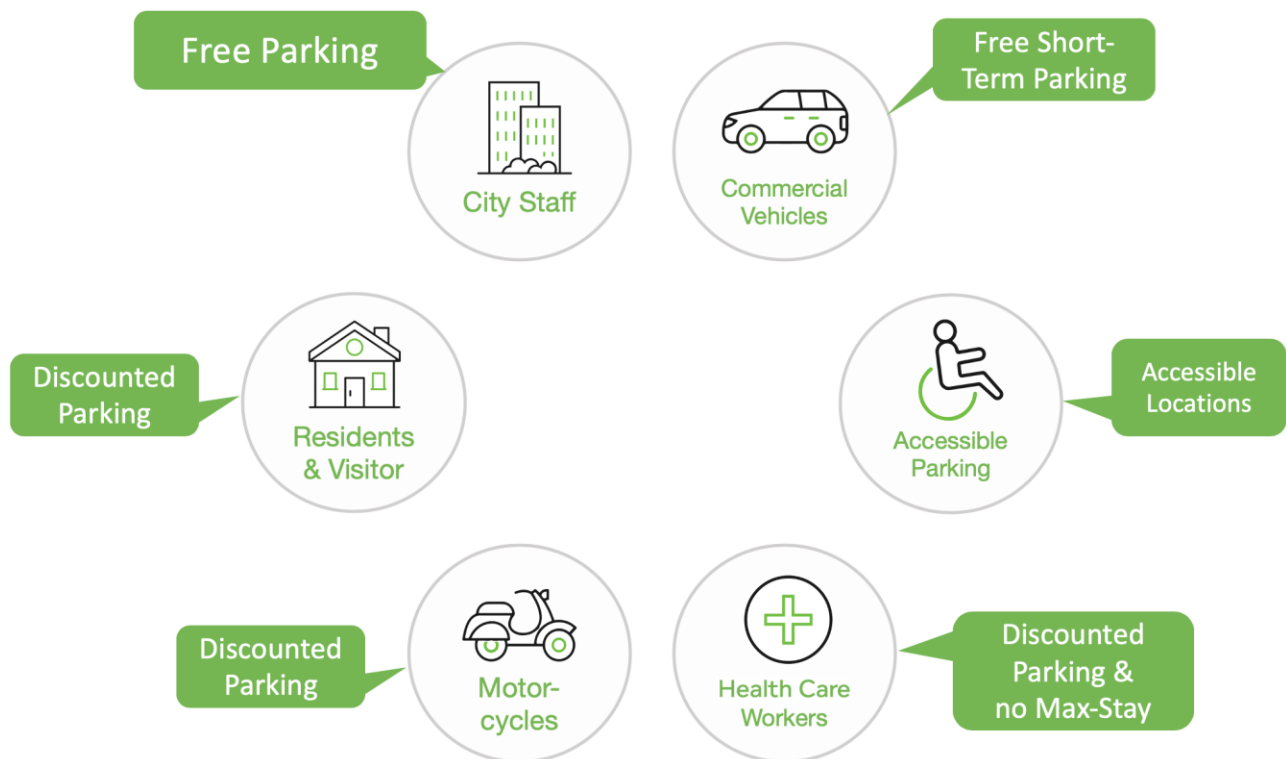 Free Parking
City Staff
Free Short-
Term Parking
Commercial
Vehicles
Discounted
Parking
Residents
& Visitor
Accessible
Parking
Accessible
Locations
Discounted
Parking
Motor-
cycles
Health Care
Workers
Discounted
Parking &
no Max-Stay